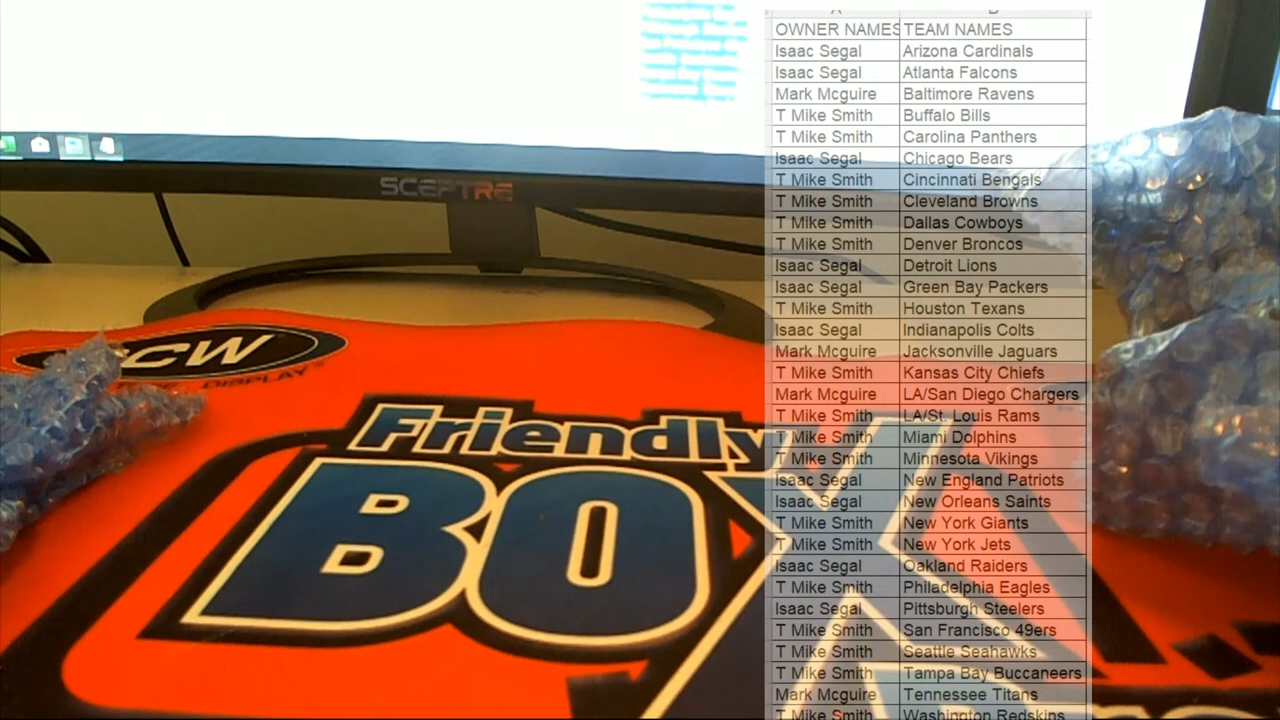 OWNER NAMES TEAM NAMES
Isaac Segal Arizona Cardinals
Isaac Segal Atlanta Falcons
Mark Mcguire Baltimore Ravens
T Mike Smith Buffalo Bills
T Mike Smith Carolina Panthers
Isaac Segal Chicago Bears
T Mike Smith Cincinnati Bengals
T Mike Smith Cleveland Browns
T Mike Smith Dallas Cowboys
T Mike Smith Denver Broncos
Isaac Segal Detroit Lions
Isaac Segal Green Bay Packers
T Mike Smith Houston Texans
Isaac Segal Indianapolis Colts
Mark Mcguire Jacksonville Jaguars
T Mike Smith Kansas City Chiefs
Mark Mcguire LA/San Diego Chargers
T Mike Smith LA/St. Louis Rams
T Mike Smith Miami Dolphins
T Mike Smith Minnesota Vikings
Isaac Segal New England Patriots
Isaac Segal New Orleans Saints
T Mike Smith New York Giants
T Mike Smith New York Jets
Isaac Segal Oakland Raiders
T Mike Smith Philadelphia Eagles
Isaac Segal Pittsburgh Steelers
T Mike Smith San Francisco 49ers
T Mike Smith Seattle Seahawks
T Mike Smith Tampa Bay Buccaneers
Mark Mcguire Tennessee Titans
T Mike Smith Washington Redskins
SCEPTRE
CW
DISPLAY
Friendly
BO